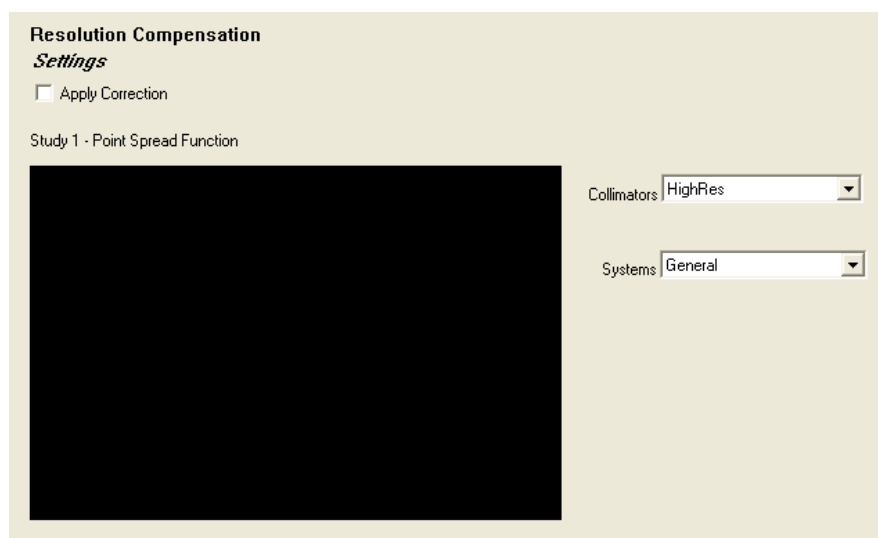 Resolution Compensation
Settings
Apply Correction
Study 1 - Point Spread Function
Collimators HighRes
Systems General